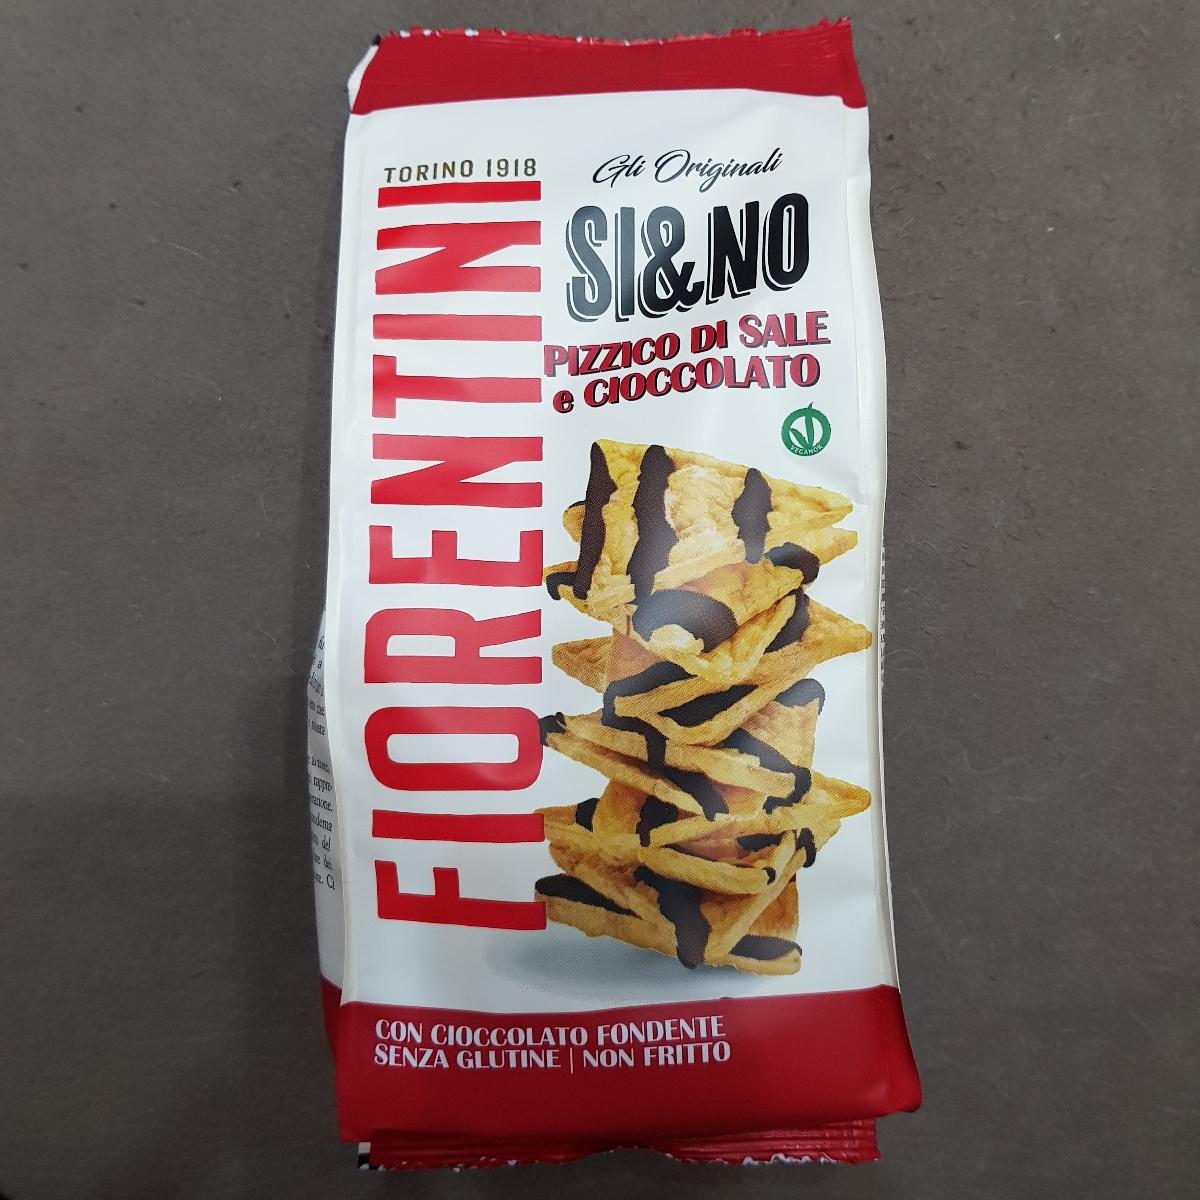 TORINO 1918
FIORENTINI
Gli Originali
SI&NO
PIZZICO DI SALE
e CIOCCOLATO
VEGANOK
CON CIOCCOLATO FONDENTE
SENZA GLUTINE | NON FRITTO